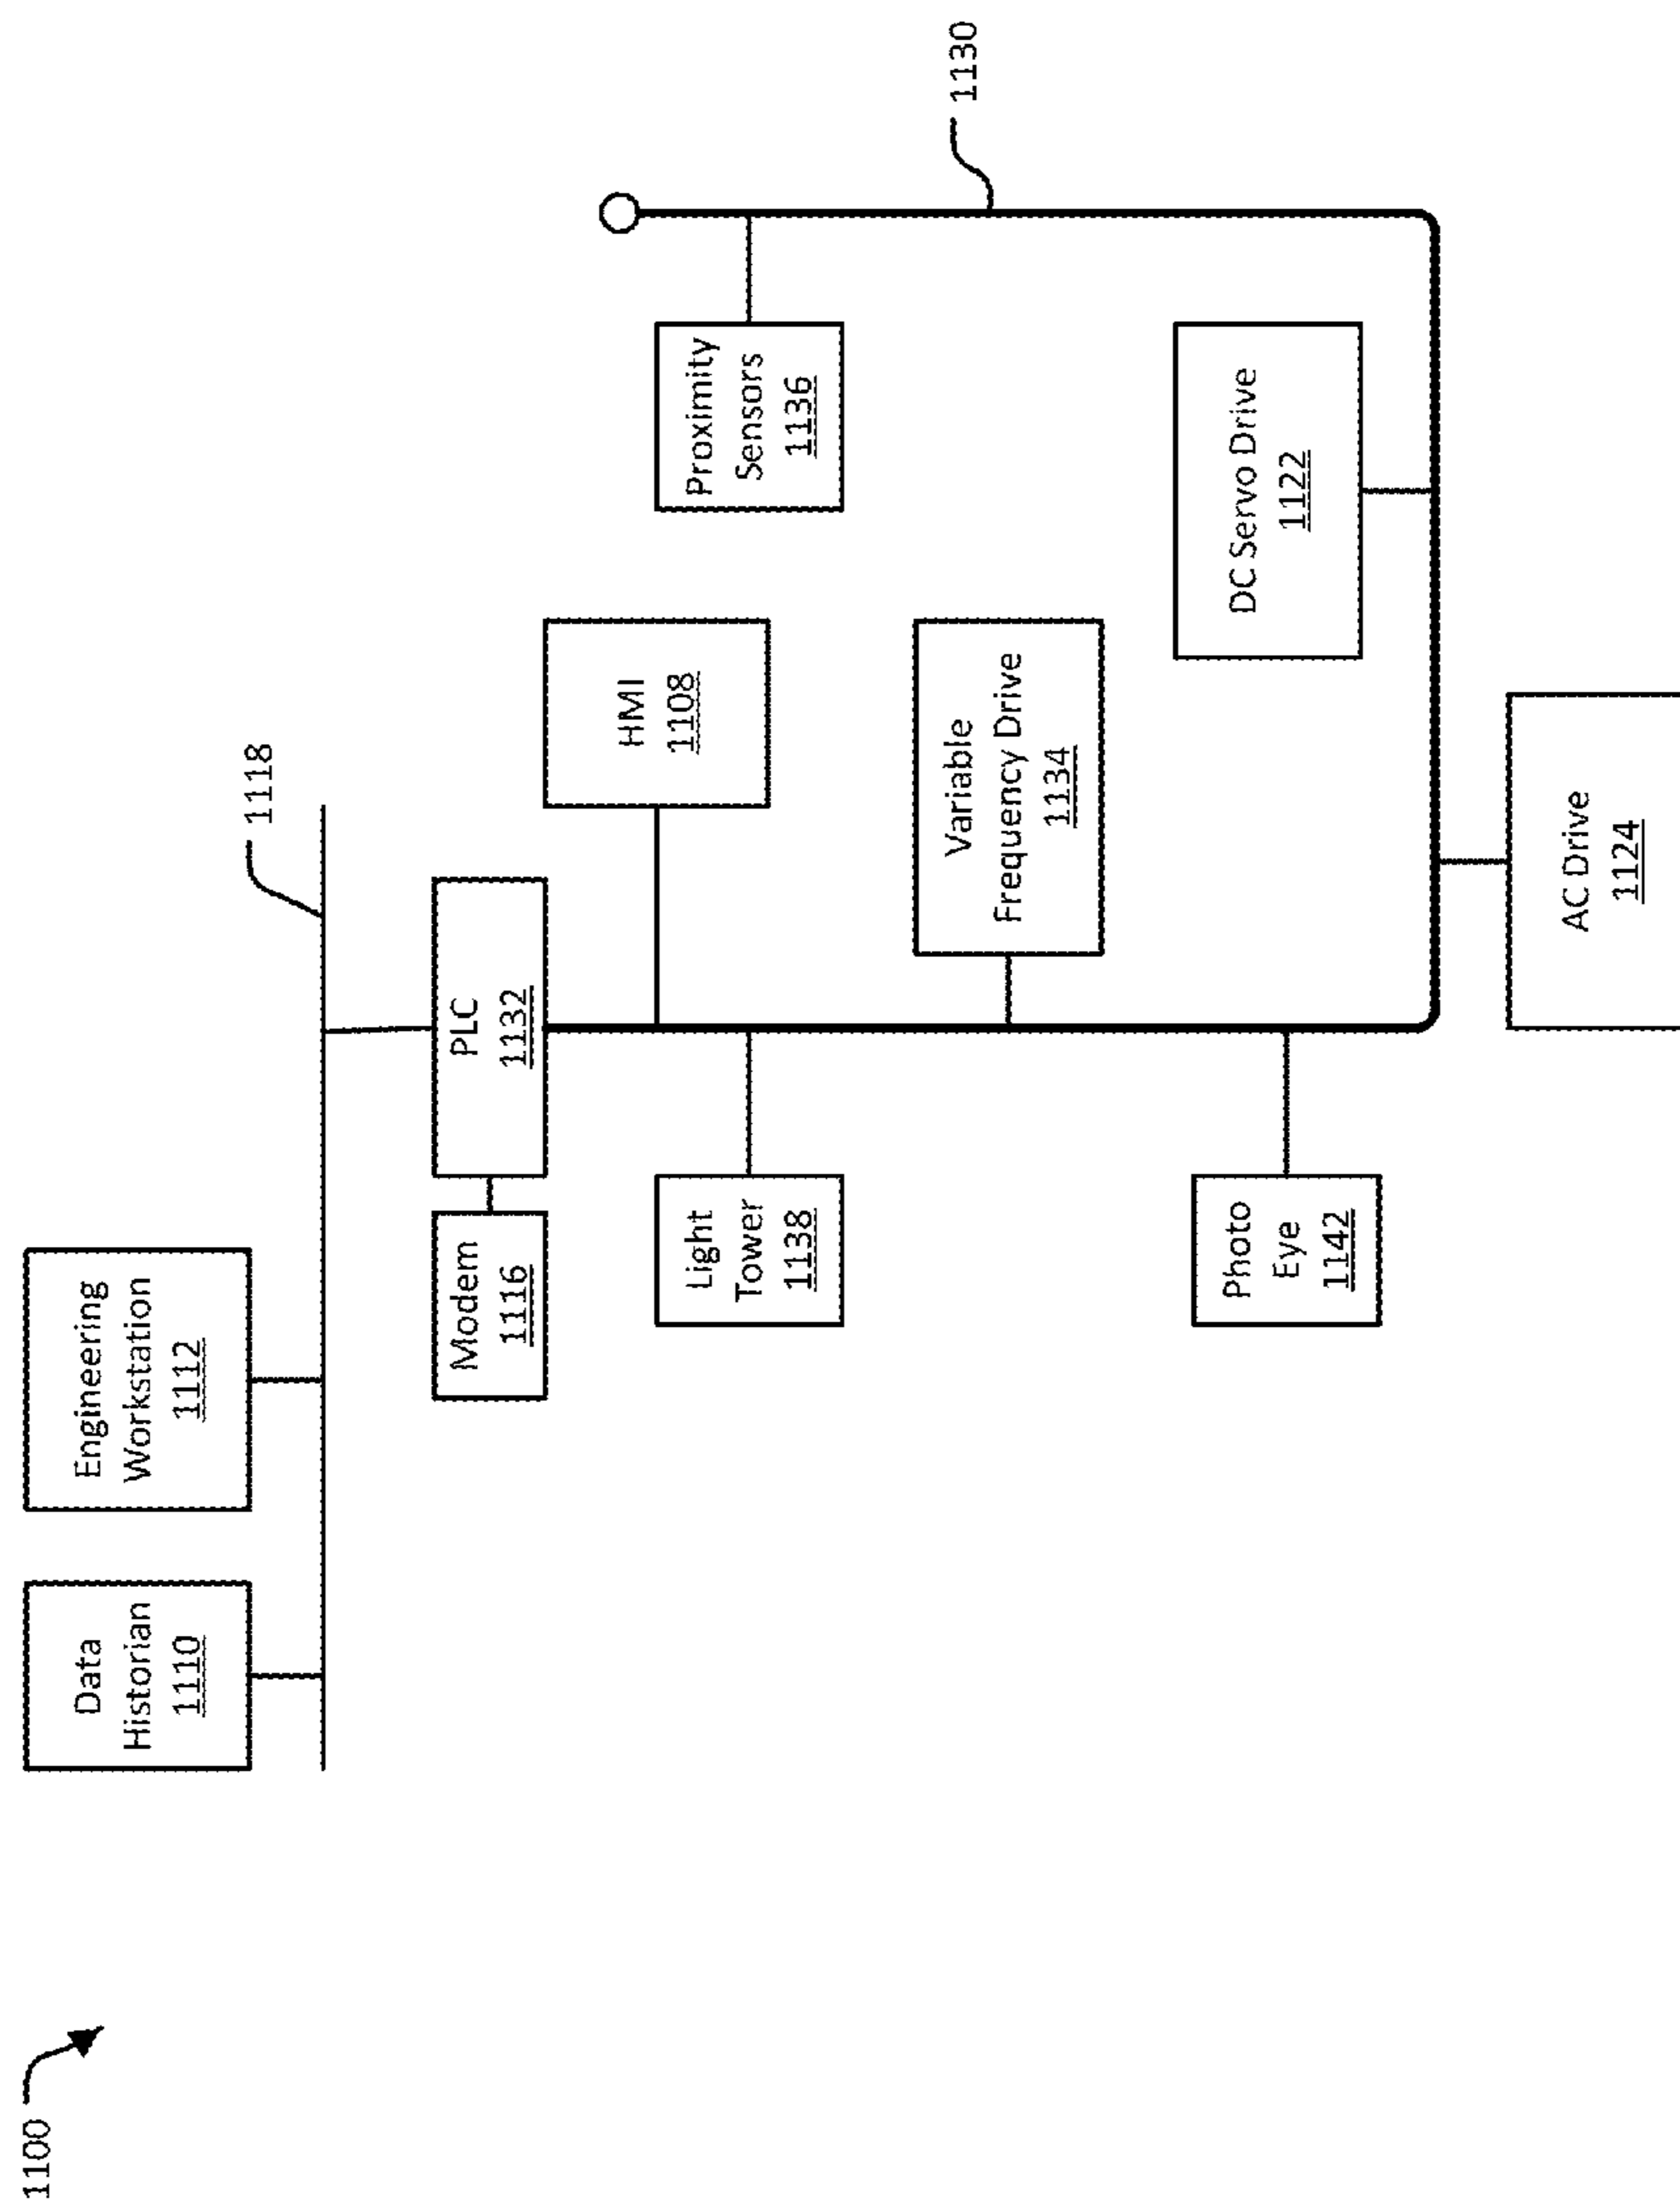 1100
Data
Historian
1110
Engineering
Workstation
1112
1118
Modem
1116
PLC
1132
HMI
1108
Light
Tower
1138
Proximity
Sensors
1136
Variable
Frequency Drive
1134
1130
Photo
Eye
1142
DC Servo Drive
1122
AC Drive
1124